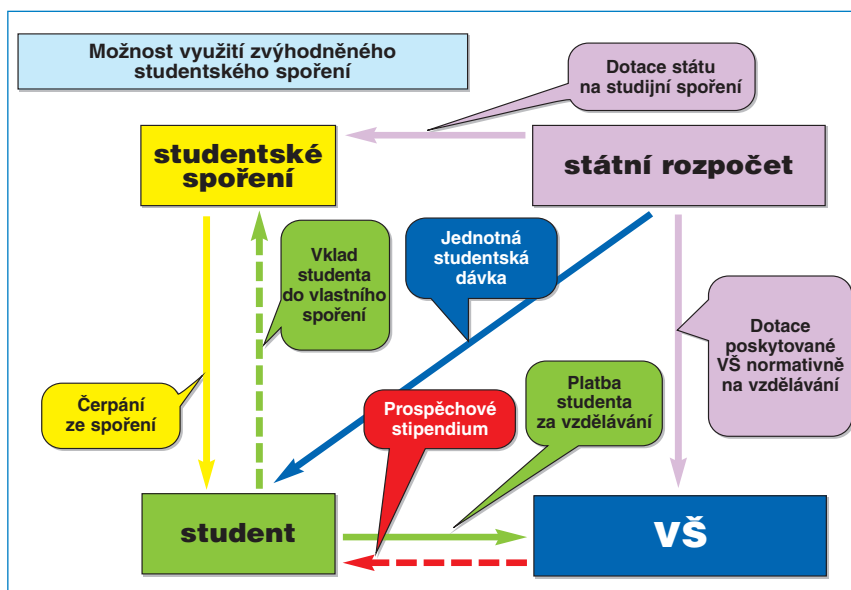 Možnost využití zvýhodněného
studentského spoření
Dotace státu
na studijní spoření
studentské
spoření
státní rozpočet
Vklad
studenta
do vlastního
spoření
Jednotná
studentská
dávka
Dotace
poskytované
VŠ normativně
na vzdělávání
Čerpání
ze spoření
Prospěchové
stipendium
Platba
studenta
za vzdělávání
student
VŠ